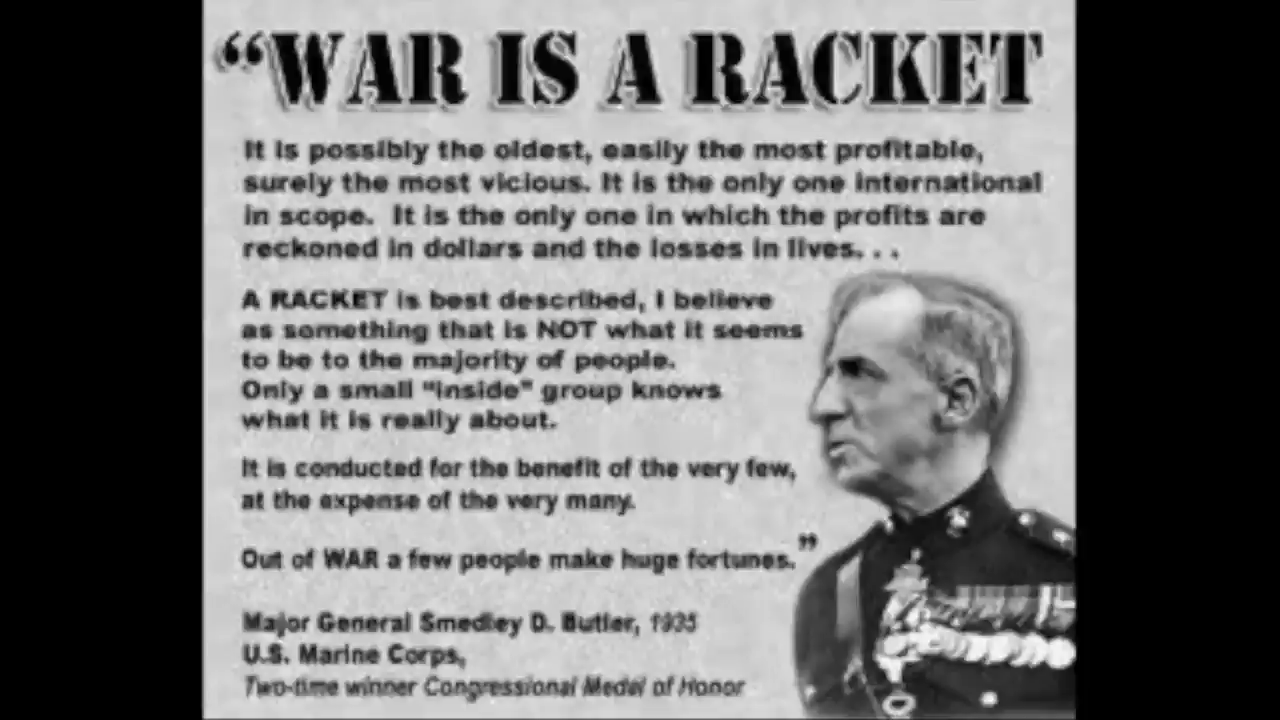 “WAR IS A RACKET
It is possibly the oldest, easily the most profitable,
surely the most vicious. It is the only one international
in scope. It is the only one in which the profits are
reckoned in dollars and the losses in lives. . .
A RACKET is best described, I believe
as something that is NOT what it seems
to be to the majority of people.
Only a small "inside" group knows
what it is really about.
It is conducted for the benefit of the very few,
at the expense of the very many.
Out of WAR a few people make huge fortunes.”
Major General Smedley D. Butler, 1935
U.S. Marine Corps,
Two-time winner Congressional Medal of Honor